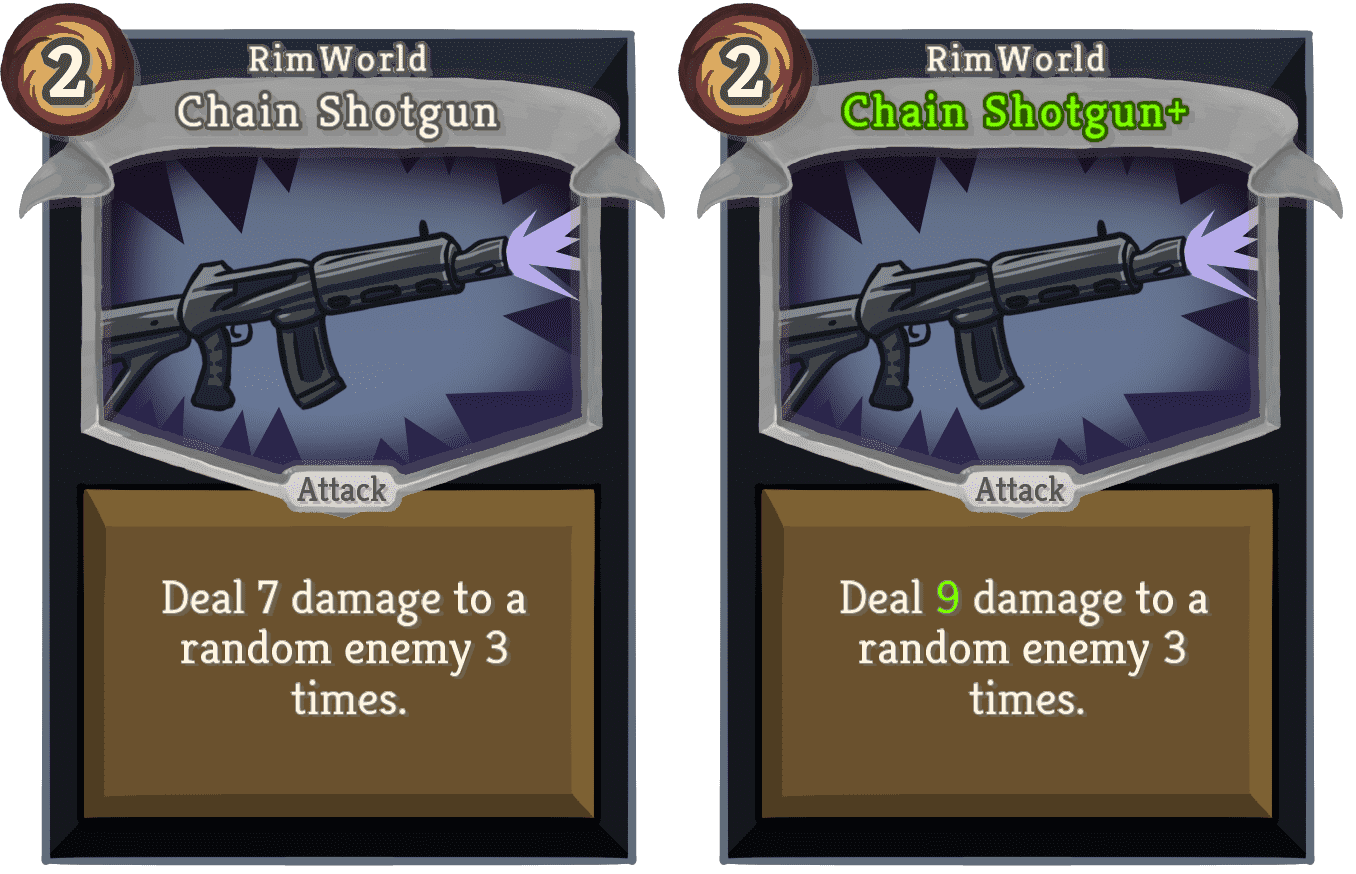 2
RimWorld
Chain Shotgun
Attack
Deal 7 damage to a
random enemy 3
times.
2
RimWorld
Chain Shotgun+
Attack
Deal 9 damage to a
random enemy 3
times.